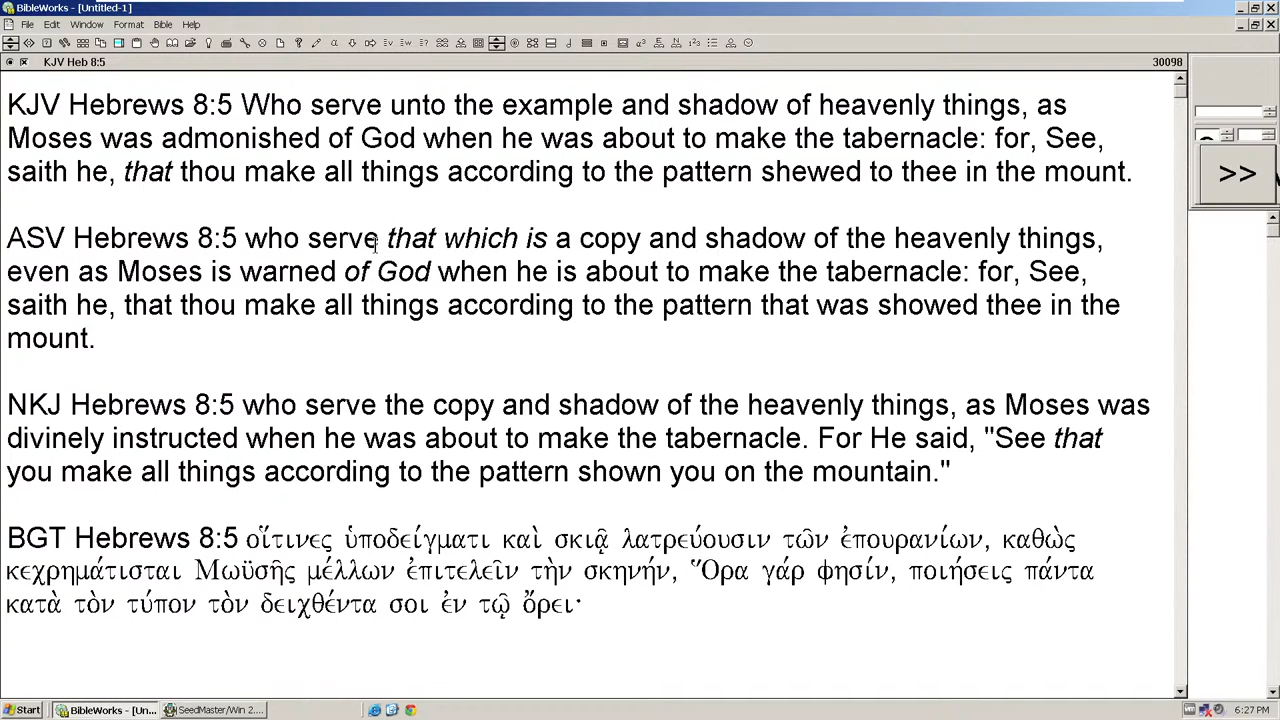 BibleWorks - [Untitled-1]
File Edit Window Format Bible Help
KJV Heb 8:5 30098
KJV Hebrews 8:5 Who serve unto the example and shadow of heavenly things, as
Moses was admonished of God when he was about to make the tabernacle: for, See,
saith he, that thou make all things according to the pattern shewed to thee in the mount.
>>
ASV Hebrews 8:5 who serve that which is a copy and shadow of the heavenly things,
even as Moses is warned of God when he is about to make the tabernacle: for, See,
saith he, that thou make all things according to the pattern that was showed thee in the
mount.
NKJ Hebrews 8:5 who serve the copy and shadow of the heavenly things, as Moses was
divinely instructed when he was about to make the tabernacle. For He said, "See that
you make all things according to the pattern shown you on the mountain."
BGT Hebrews 8:5 οἵτινες ὑποδείγματι καὶ σκιᾷ λατρεύουσιν τῶν ἐπουρανίων, καθὼς
κεχρημάτισται Μωϋσῆς μέλλων ἐπιτελεῖν τὴν σκηνήν, Ὅρα γάρ φησίν, ποιήσεις πάντα
κατὰ τὸν τύπον τὸν δειχθέντα σοι ἐν τῷ ὄρει·
Start BibleWorks - [Un... SeedMaster/Win 2.... 6:27 PM